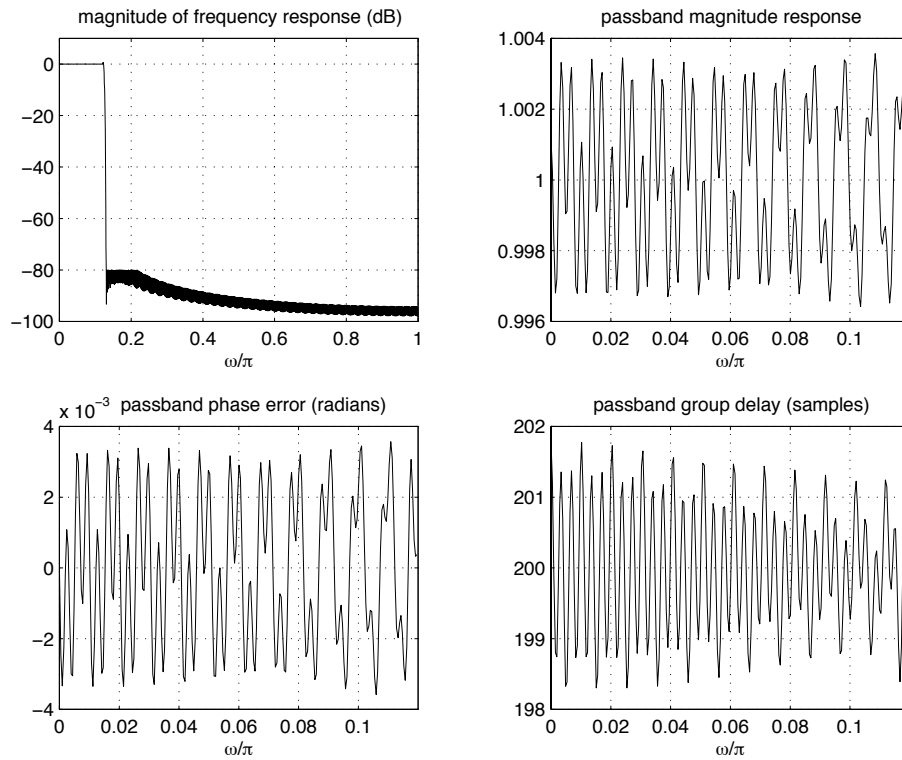 magnitude of frequency response (dB)
0
−20
−40
−60
−80
−100
0 0.2 0.4 0.6 0.8 1
ω/π
passband magnitude response
1.004
1.002
1
0.998
0.996
0 0.02 0.04 0.06 0.08 0.1
ω/π
x 10⁻³ passband phase error (radians)
4
2
0
−2
−4
0 0.02 0.04 0.06 0.08 0.1
ω/π
passband group delay (samples)
202
201
200
199
198
0 0.02 0.04 0.06 0.08 0.1
ω/π